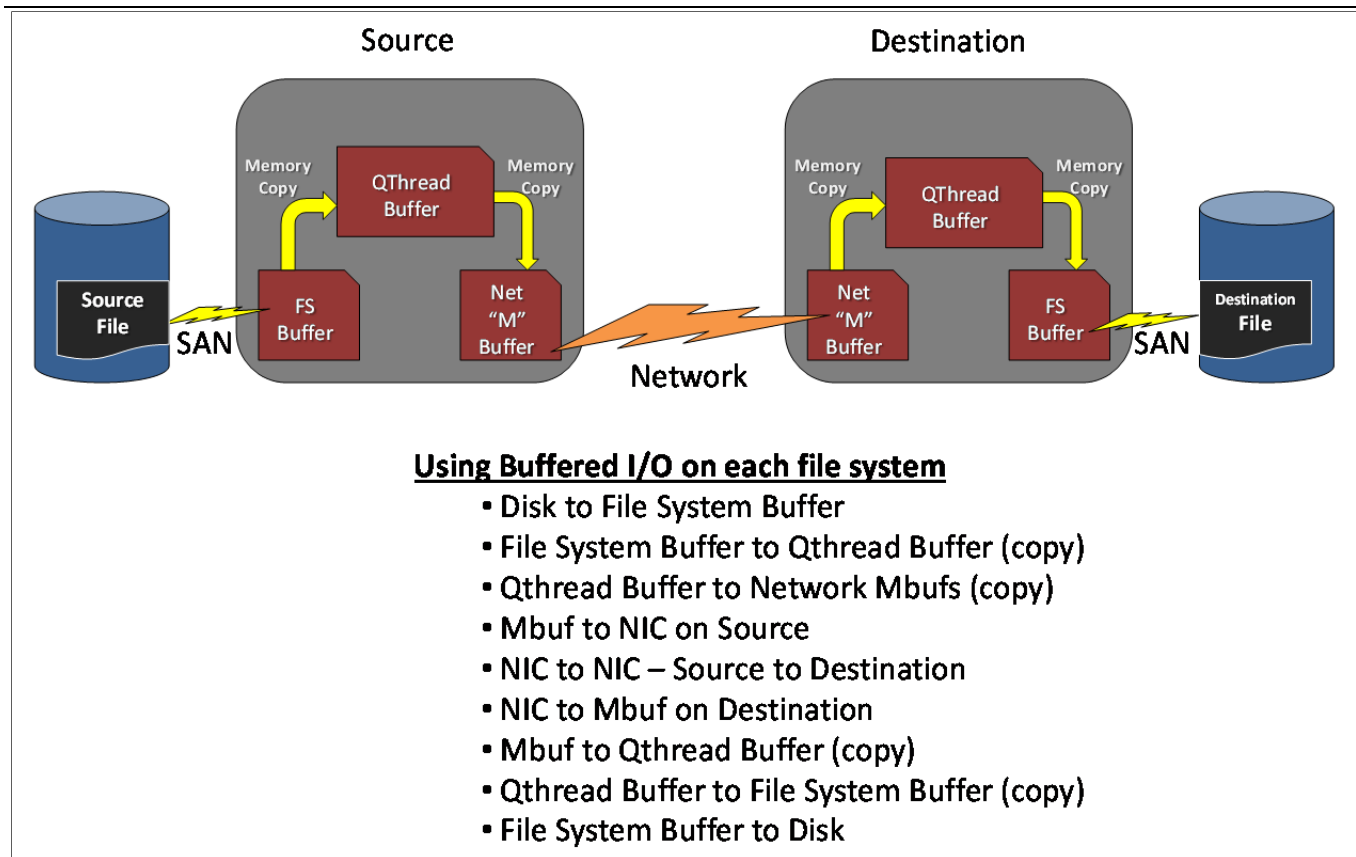 Source
Destination
Memory
Copy
QThread
Buffer
Memory
Copy
Memory
Copy
QThread
Buffer
Memory
Copy
Source
File
SAN
FS
Buffer
Net
“M”
Buffer
Network
Net
“M”
Buffer
FS
Buffer
SAN
Destination
File
Using Buffered I/O on each file system
▪ Disk to File System Buffer
▪ File System Buffer to Qthread Buffer (copy)
▪ Qthread Buffer to Network Mbufs (copy)
▪ Mbuf to NIC on Source
▪ NIC to NIC – Source to Destination
▪ NIC to Mbuf on Destination
▪ Mbuf to Qthread Buffer (copy)
▪ Qthread Buffer to File System Buffer (copy)
▪ File System Buffer to Disk